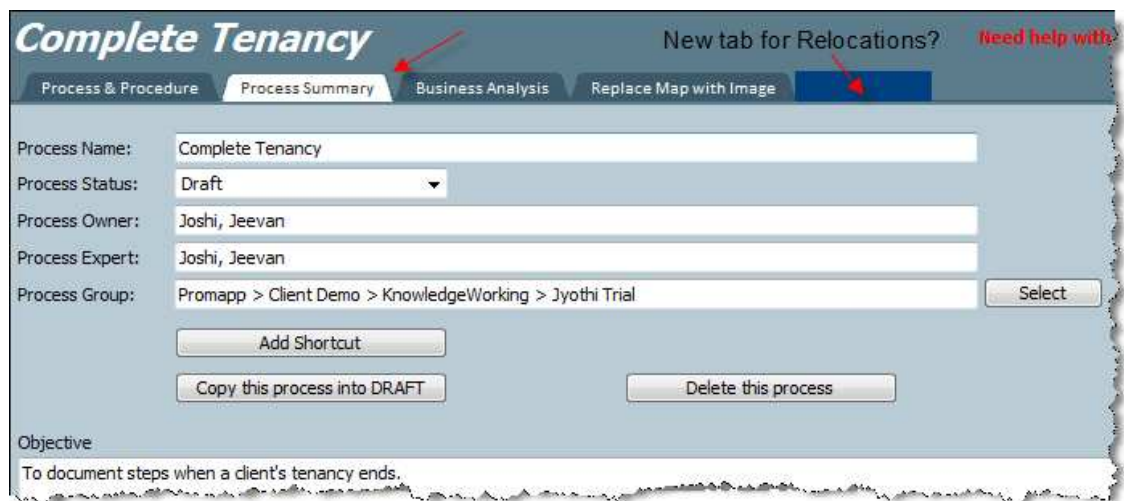 Complete Tenancy
New tab for Relocations?
Need help with
Process & Procedure
Process Summary
Business Analysis
Replace Map with Image
Process Name: Complete Tenancy
Process Status: Draft
Process Owner: Joshi, Jeevan
Process Expert: Joshi, Jeevan
Process Group: Promapp > Client Demo > KnowledgeWorking > Jyothi Trial Select
Add Shortcut
Copy this process into DRAFT Delete this process
Objective
To document steps when a client's tenancy ends.